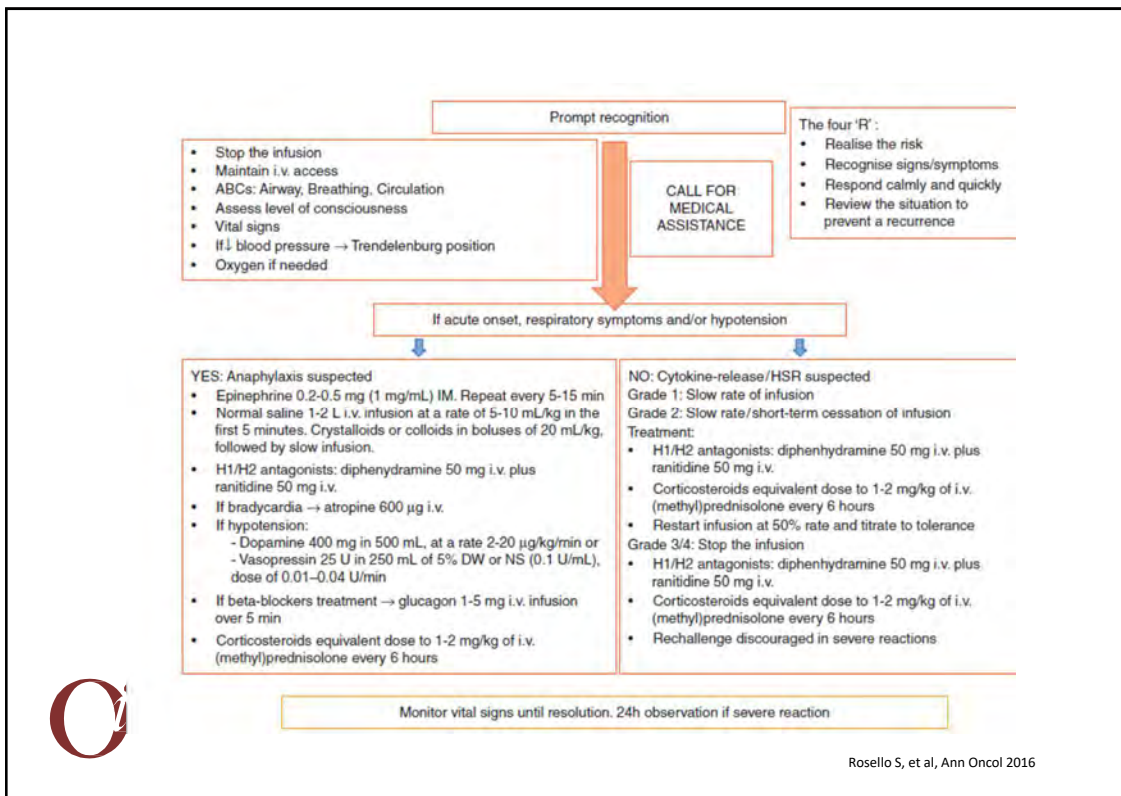 Prompt recognition
The four 'R' :
• Realise the risk
• Recognise signs/symptoms
• Respond calmly and quickly
• Review the situation to
prevent a recurrence
• Stop the infusion
• Maintain i.v. access
• ABCs: Airway, Breathing, Circulation
• Assess level of consciousness
• Vital signs
• If↓ blood pressure → Trendelenburg position
• Oxygen if needed
CALL FOR
MEDICAL
ASSISTANCE
If acute onset, respiratory symptoms and/or hypotension
YES: Anaphylaxis suspected
• Epinephrine 0.2-0.5 mg (1 mg/mL) IM. Repeat every 5-15 min
• Normal saline 1-2 L i.v. infusion at a rate of 5-10 mL/kg in the
first 5 minutes. Crystalloids or colloids in boluses of 20 mL/kg,
followed by slow infusion.
• H1/H2 antagonists: diphenydramine 50 mg i.v. plus
ranitidine 50 mg i.v.
• If bradycardia → atropine 600 µg i.v.
• If hypotension:
- Dopamine 400 mg in 500 mL, at a rate 2-20 µg/kg/min or
- Vasopressin 25 U in 250 mL of 5% DW or NS (0.1 U/mL),
dose of 0.01–0.04 U/min
• If beta-blockers treatment → glucagon 1-5 mg i.v. infusion
over 5 min
• Corticosteroids equivalent dose to 1-2 mg/kg of i.v.
(methyl)prednisolone every 6 hours
NO: Cytokine-release/HSR suspected
Grade 1: Slow rate of infusion
Grade 2: Slow rate/short-term cessation of infusion
Treatment:
• H1/H2 antagonists: diphenydramine 50 mg i.v. plus
ranitidine 50 mg i.v.
• Corticosteroids equivalent dose to 1-2 mg/kg of i.v.
(methyl)prednisolone every 6 hours
• Restart infusion at 50% rate and titrate to tolerance
Grade 3/4: Stop the infusion
• H1/H2 antagonists: diphenydramine 50 mg i.v. plus
ranitidine 50 mg i.v.
• Corticosteroids equivalent dose to 1-2 mg/kg of i.v.
(methyl)prednisolone every 6 hours
• Rechallenge discouraged in severe reactions
Monitor vital signs until resolution. 24h observation if severe reaction
Rosello S, et al, Ann Oncol 2016